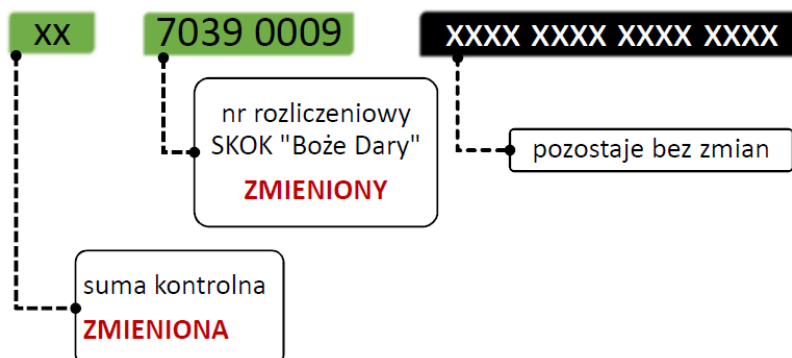 xx 7039 0009 xxxx xxxx xxxx xxxx
nr rozliczeniowy
SKOK "Boże Dary"
ZMIENIONY
pozostaje bez zmian
suma kontrolna
ZMIENIONA